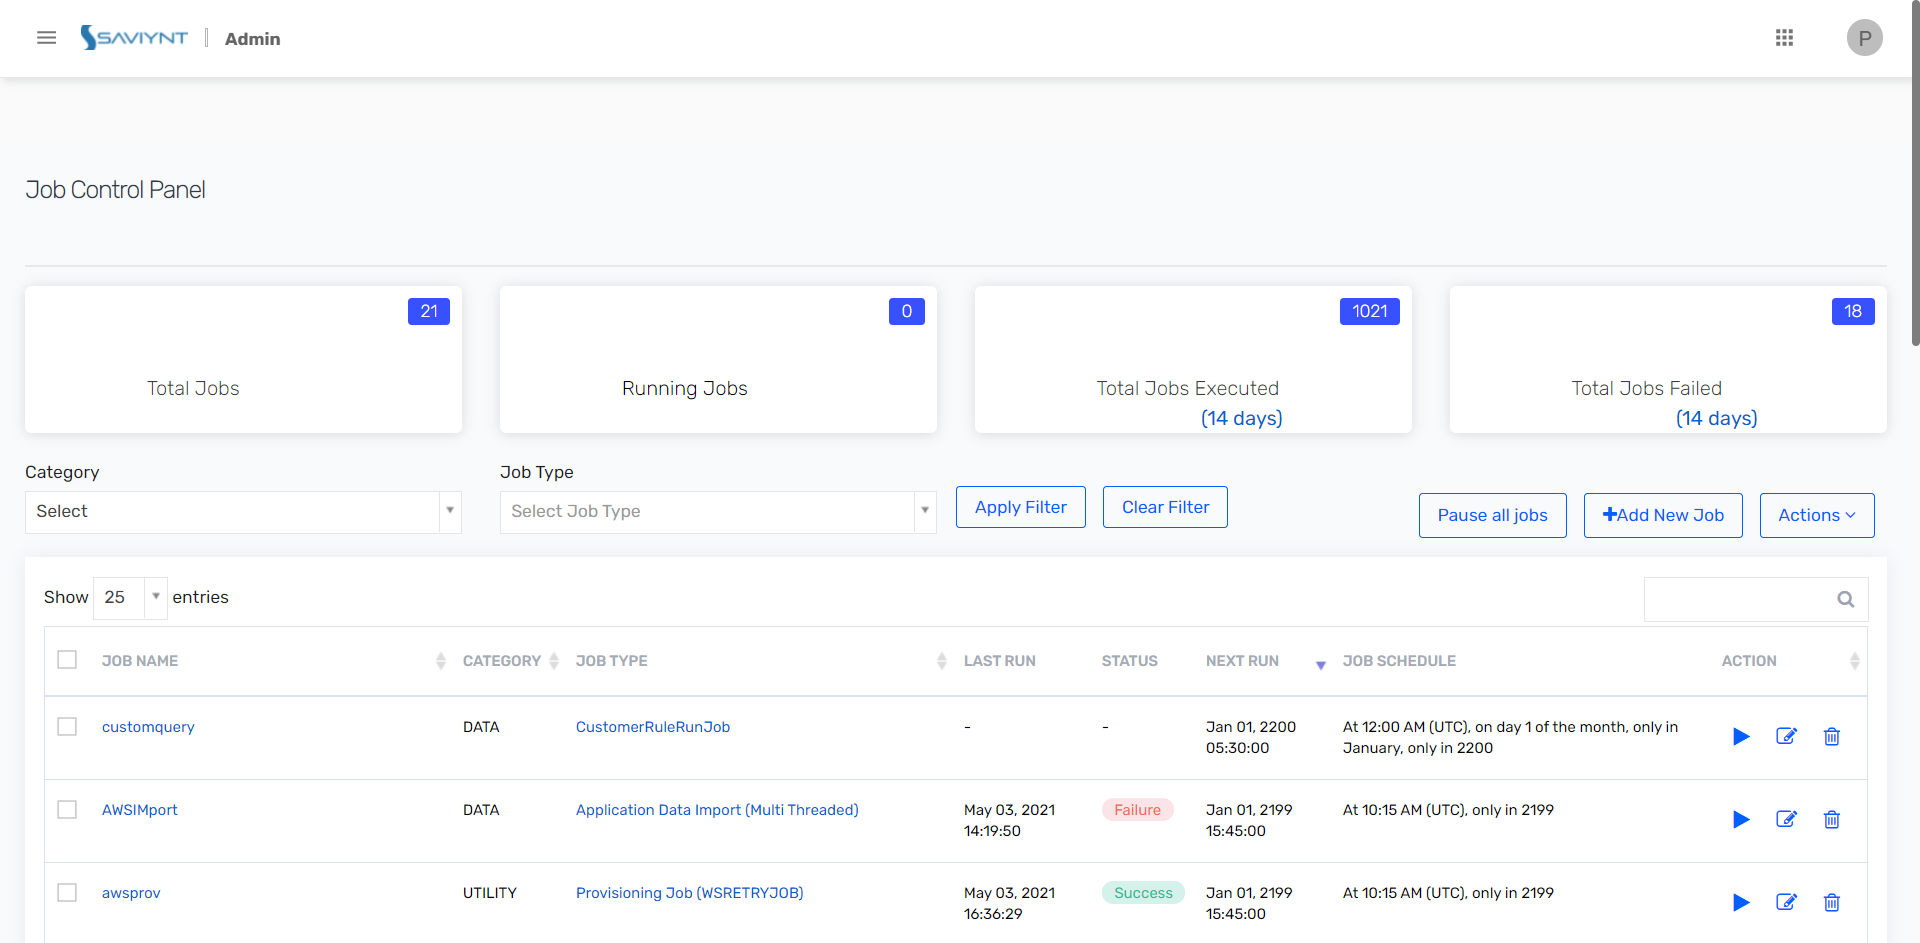 SAVIYNT
Admin
P
Job Control Panel
21
Total Jobs
0
Running Jobs
1021
Total Jobs Executed
(14 days)
18
Total Jobs Failed
(14 days)
Category
Select
Job Type
Select Job Type
Apply Filter
Clear Filter
Pause all jobs
Add New Job
Actions
Show 25 entries
JOB NAME CATEGORY JOB TYPE LAST RUN STATUS NEXT RUN JOB SCHEDULE ACTION
customquery DATA CustomerRuleRunJob - - Jan 01, 2200 At 12:00 AM (UTC), on day 1 of the month, only in
05:30:00 January, only in 2200
AWSIMport DATA Application Data Import (Multi Threaded) May 03, 2021 Failure Jan 01, 2199 At 10:15 AM (UTC), only in 2199
14:19:50 15:45:00
awsprov UTILITY Provisioning Job (WSRETRYJOB) May 03, 2021 Success Jan 01, 2199 At 10:15 AM (UTC), only in 2199
16:36:29 15:45:00